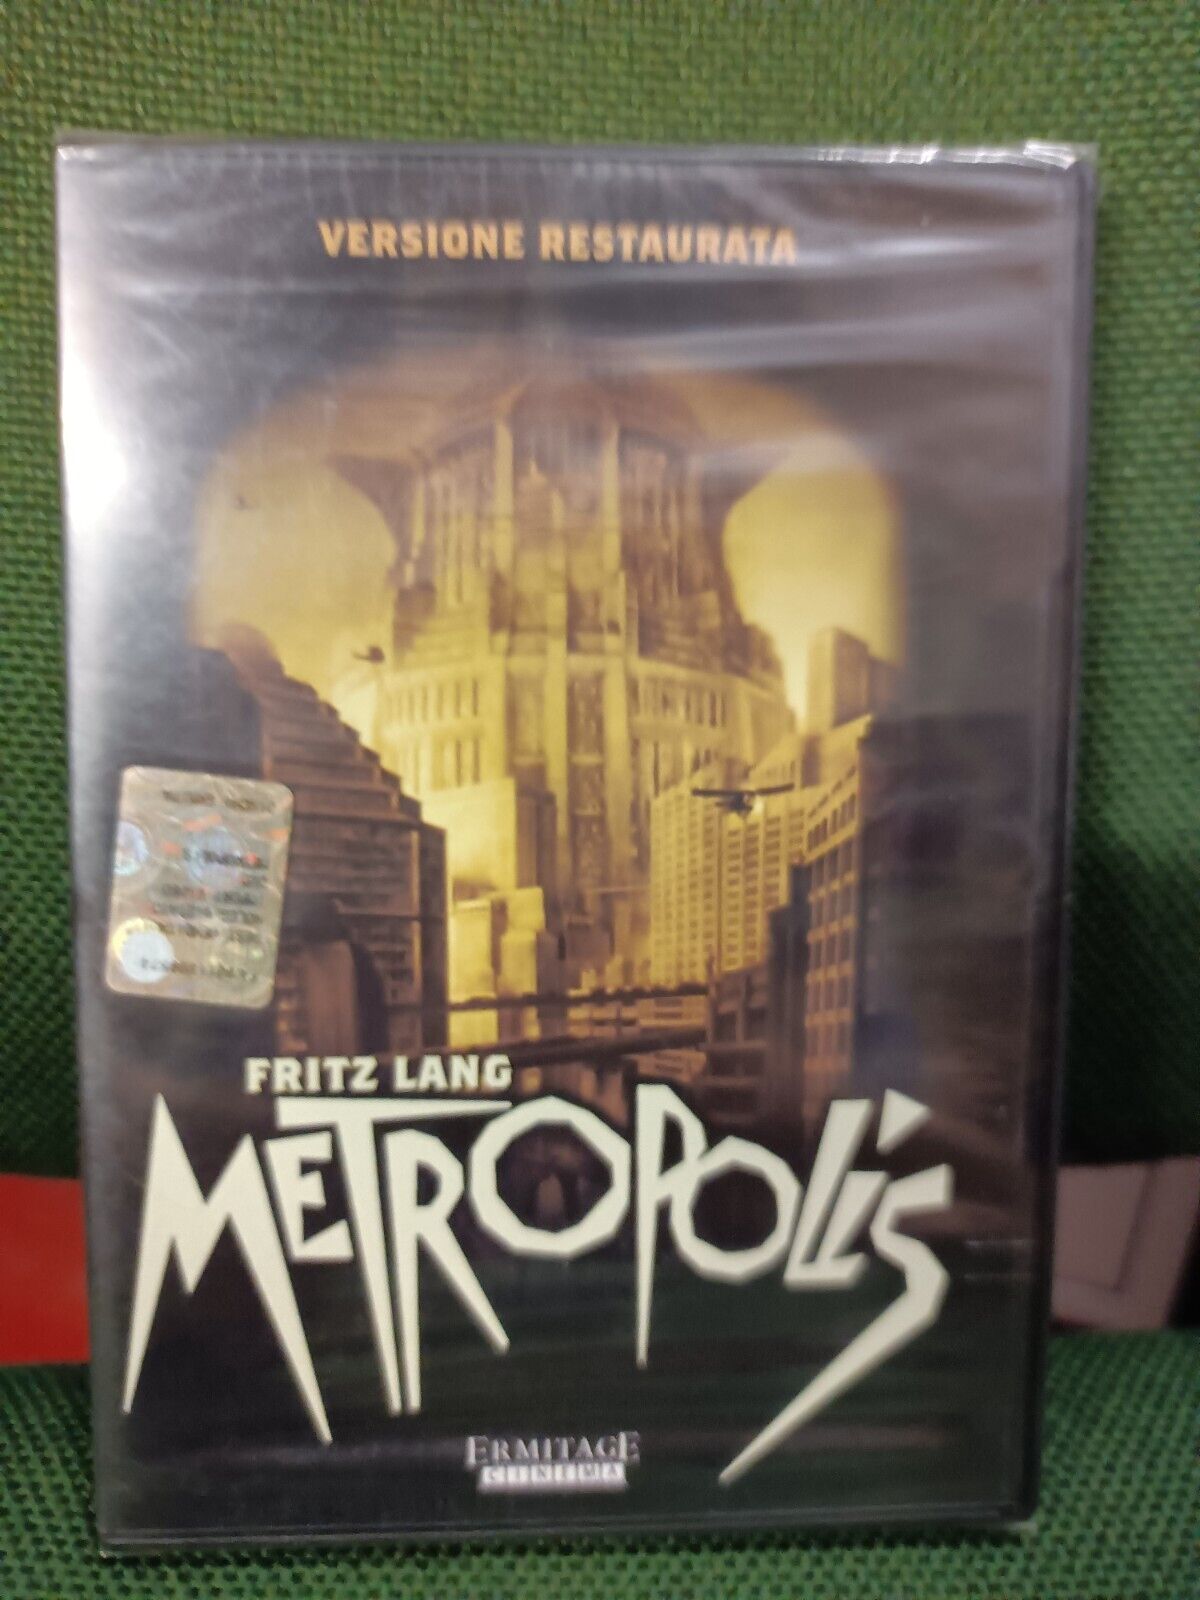 VERSIONE RESTAURATA
FRITZ LANG
METROPOLIS
ERMITAGE
CINEMA